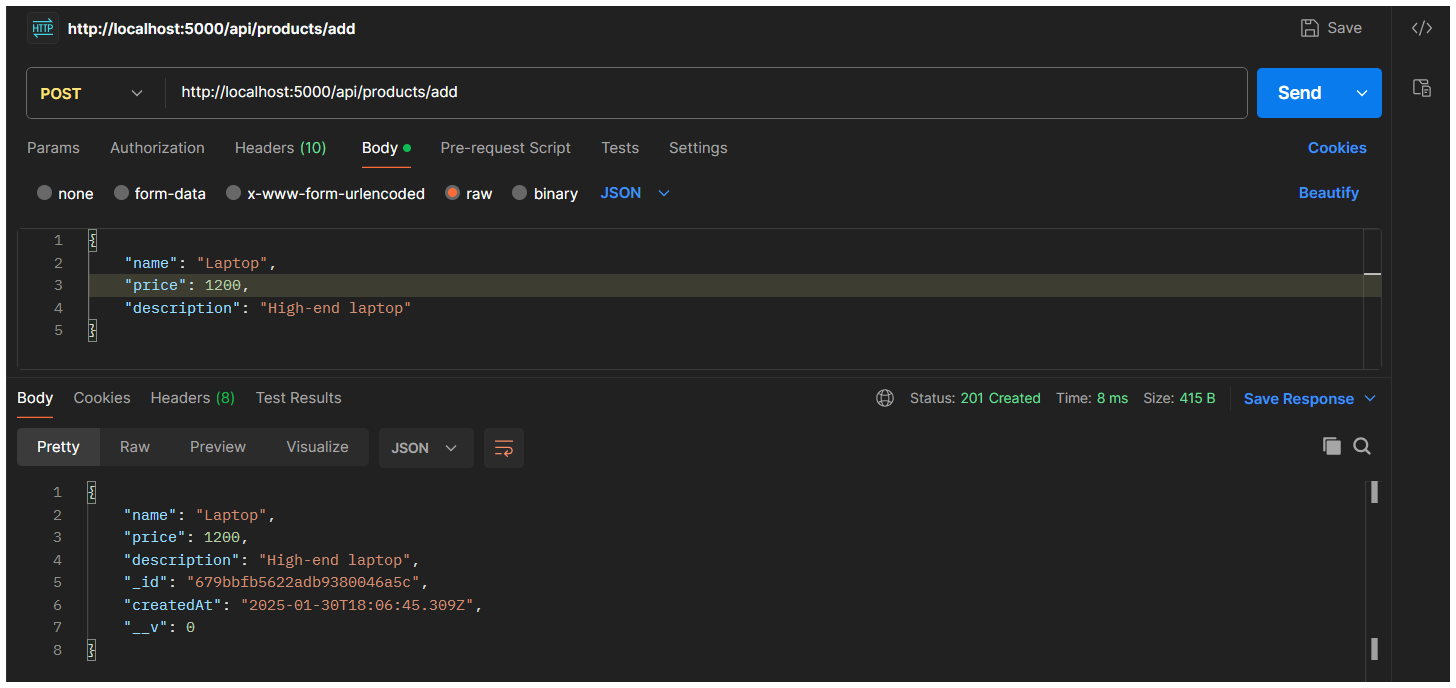 HTTP http://localhost:5000/api/products/add Save </>
POST http://localhost:5000/api/products/add Send
Params Authorization Headers (10) Body Pre-request Script Tests Settings Cookies
none form-data x-www-form-urlencoded raw binary JSON Beautify
1 {
2 "name": "Laptop",
3 "price": 1200,
4 "description": "High-end laptop"
5 }
Body Cookies Headers (8) Test Results Status: 201 Created Time: 8 ms Size: 415 B Save Response
Pretty Raw Preview Visualize JSON
1 {
2 "name": "Laptop",
3 "price": 1200,
4 "description": "High-end laptop",
5 "_id": "679bbfb5622adb9380046a5c",
6 "createdAt": "2025-01-30T18:06:45.309Z",
7 "__v": 0
8 }